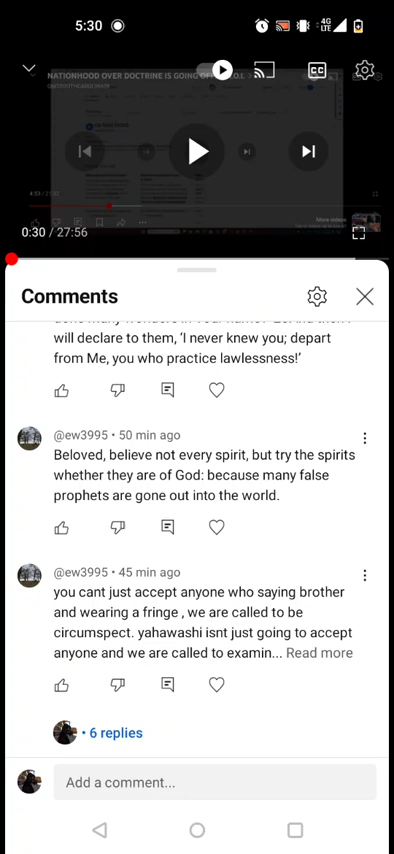 5:30
4G
LTE
NATIONHOOD OVER DOCTRINE IS GOING
CC
4:53
More videos
0:30 / 27:56
Comments
will declare to them, ‘I never knew you; depart
from Me, you who practice lawlessness!’
@ew3995 • 50 min ago
Beloved, believe not every spirit, but try the spirits
whether they are of God: because many false
prophets are gone out into the world.
@ew3995 • 45 min ago
you cant just accept anyone who saying brother
and wearing a fringe , we are called to be
circumspect. yahawashi isnt just going to accept
anyone and we are called to examin... Read more
• 6 replies
Add a comment...